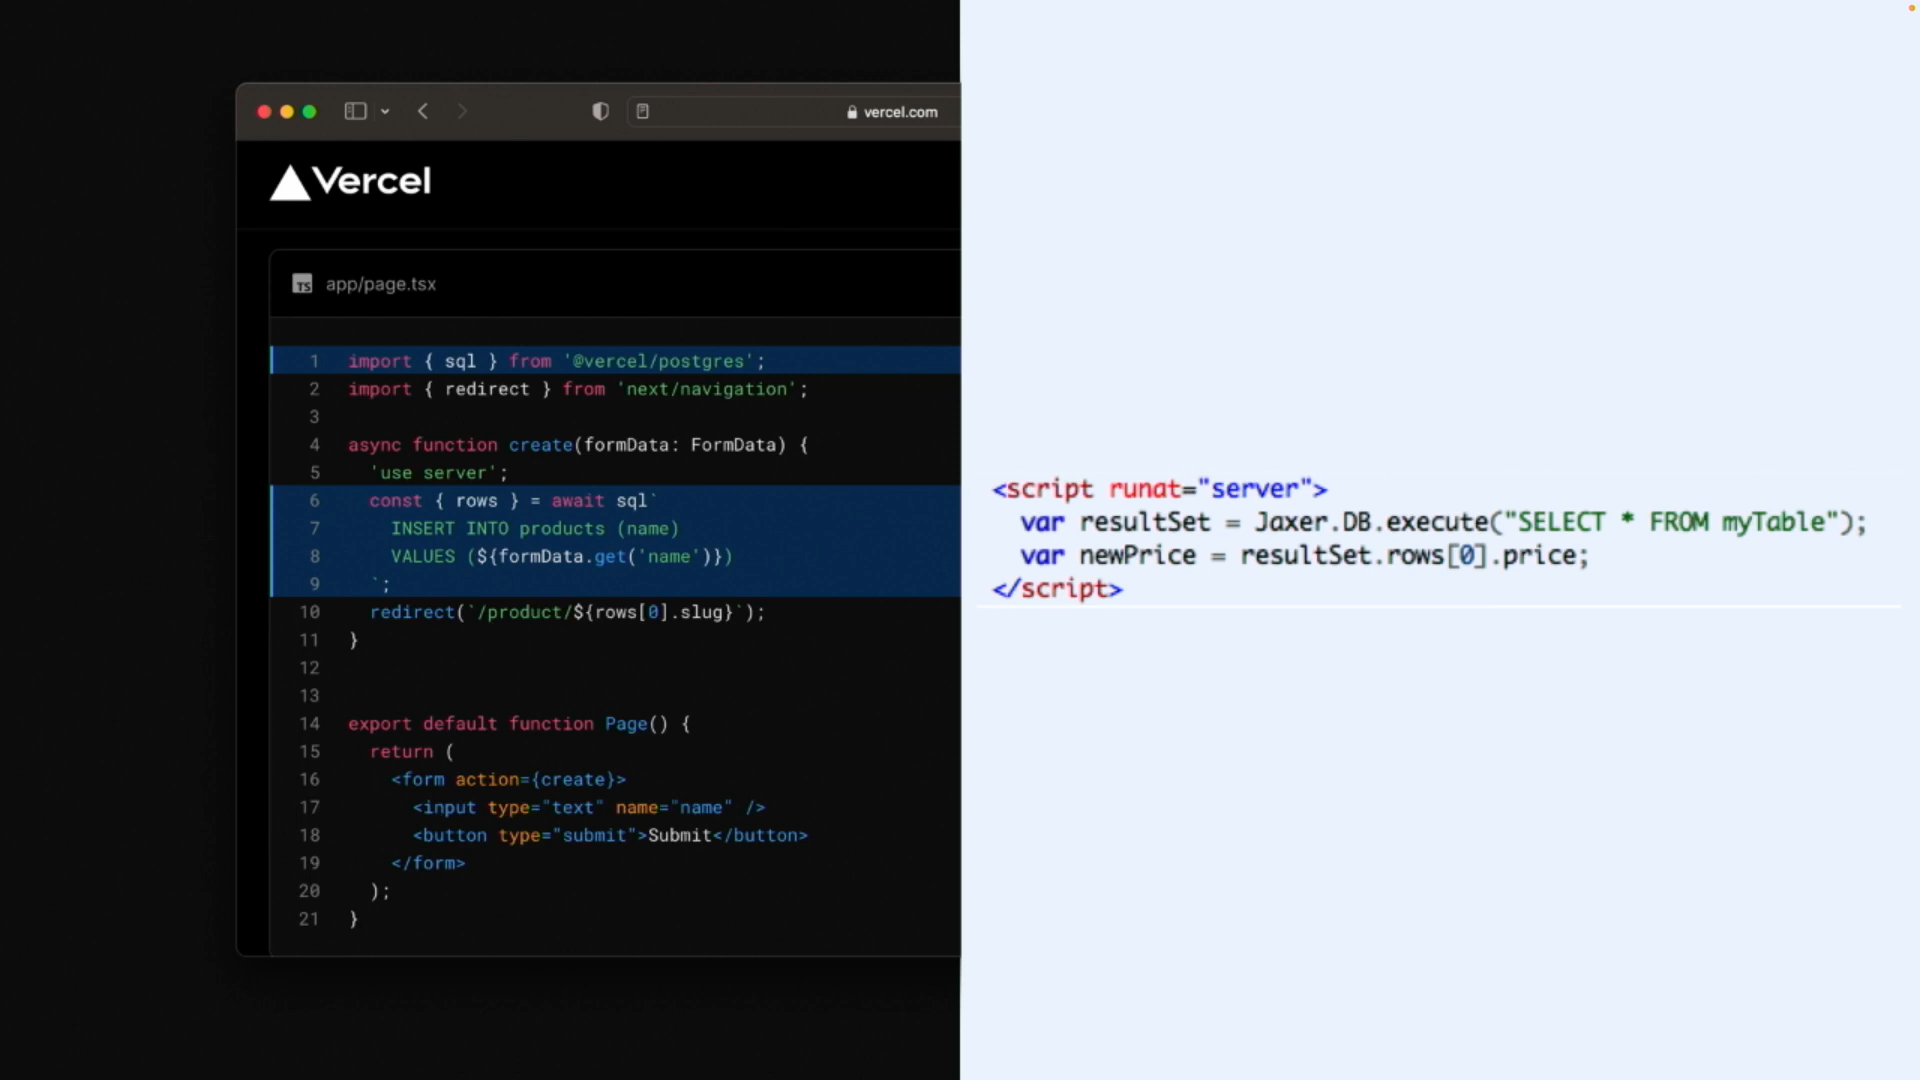 vercel.com
Vercel
TS app/page.tsx
1 import { sql } from '@vercel/postgres';
2 import { redirect } from 'next/navigation';
3
4 async function create(formData: FormData) {
5   'use server';
6   const { rows } = await sql`
7     INSERT INTO products (name)
8     VALUES (${formData.get('name')})
9   `;
10   redirect(`/product/${rows[0].slug}`);
11 }
12
13
14 export default function Page() {
15   return (
16     <form action={create}>
17       <input type="text" name="name" />
18       <button type="submit">Submit</button>
19     </form>
20   );
21 }
<script runat="server">
  var resultSet = Jaxer.DB.execute("SELECT * FROM myTable");
  var newPrice = resultSet.rows[0].price;
</script>